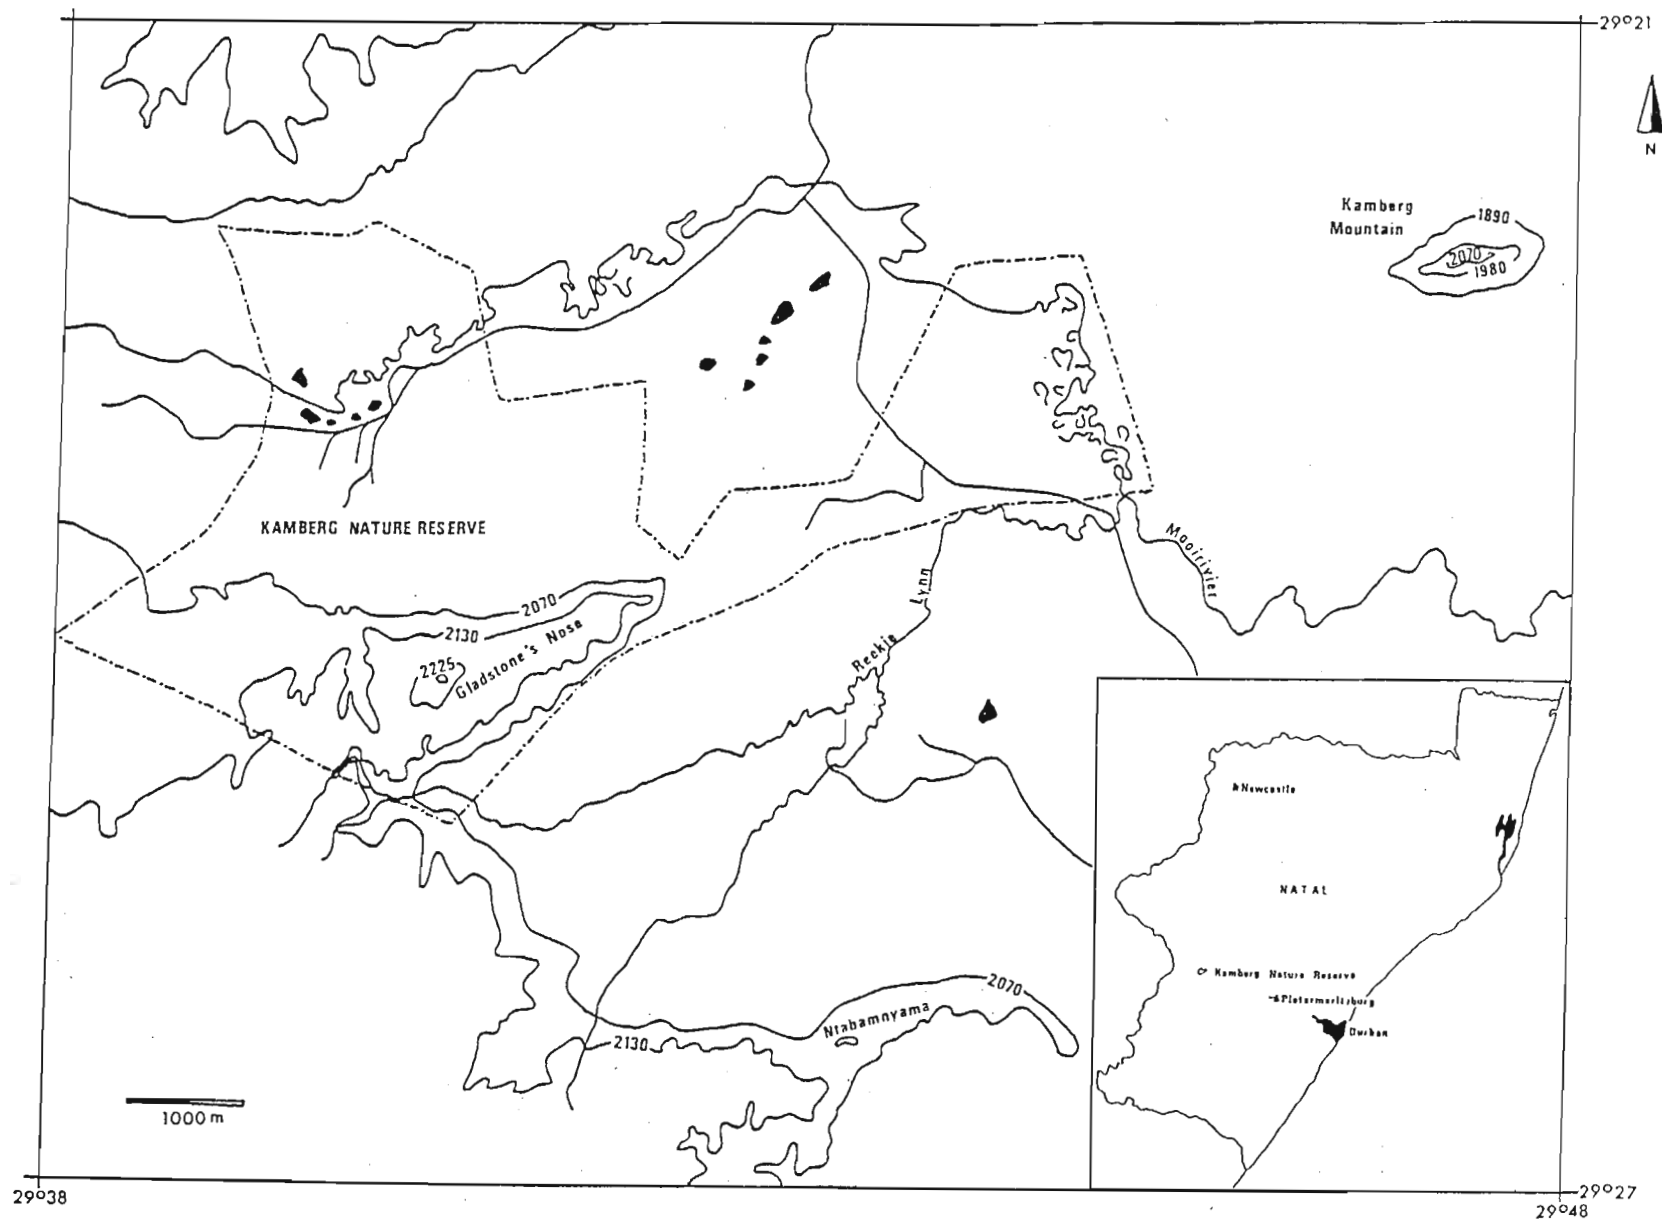 29°21
N
Kamberg
Mountain
1890
2070
1980
KAMBERG NATURE RESERVE
Mooirivier
Lynn
2070
2130
Gladstone's Nose
2225
Reekie
Newcastle
NATAL
Kamberg Nature Reserve
Pietermaritzburg
Durban
2070
Ntabamnyama
2130
1000 m
29°38
29°27
29°48